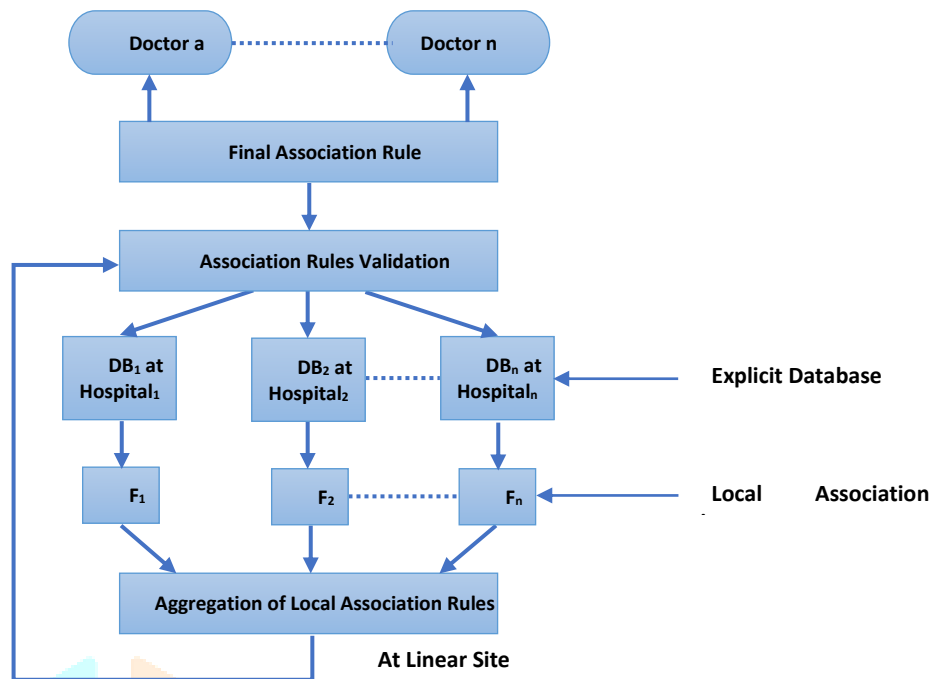 Doctor a
Doctor n
Final Association Rule
Association Rules Validation
DB₁ at
Hospital₁
DB₂ at
Hospital₂
DBₙ at
Hospitalₙ
Explicit Database
F₁
F₂
Fₙ
Local Association
Aggregation of Local Association Rules
At Linear Site